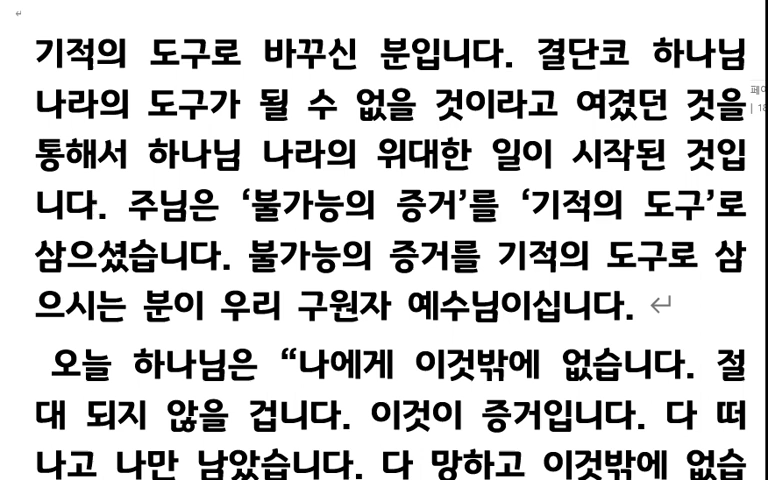 기적의 도구로 바꾸신 분입니다. 결단코 하나님
나라의 도구가 될 수 없을 것이라고 여겼던 것을
통해서 하나님 나라의 위대한 일이 시작된 것입
니다. 주님은 ‘불가능의 증거’를 ‘기적의 도구’로
삼으셨습니다. 불가능의 증거를 기적의 도구로 삼
으시는 분이 우리 구원자 예수님이십니다.
오늘 하나님은 “나에게 이것밖에 없습니다. 절
대 되지 않을 겁니다. 이것이 증거입니다. 다 떠
나고 나만 남았습니다. 다 망하고 이것밖에 없습